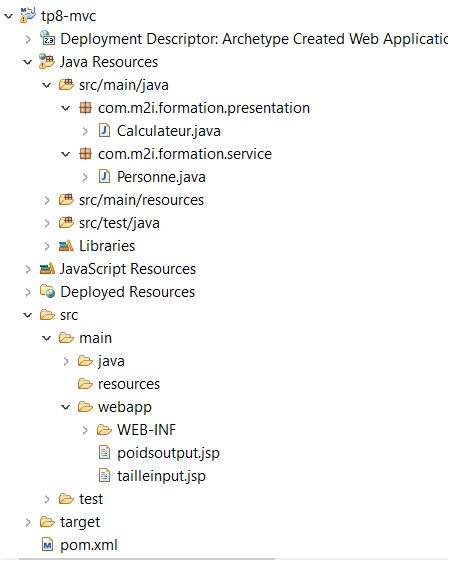 tp8-mvc
Deployment Descriptor: Archetype Created Web Applicatio
Java Resources
src/main/java
com.m2i.formation.presentation
Calculateur.java
com.m2i.formation.service
Personne.java
src/main/resources
src/test/java
Libraries
JavaScript Resources
Deployed Resources
src
main
java
resources
webapp
WEB-INF
poidsoutput.jsp
tailleinput.jsp
test
target
pom.xml